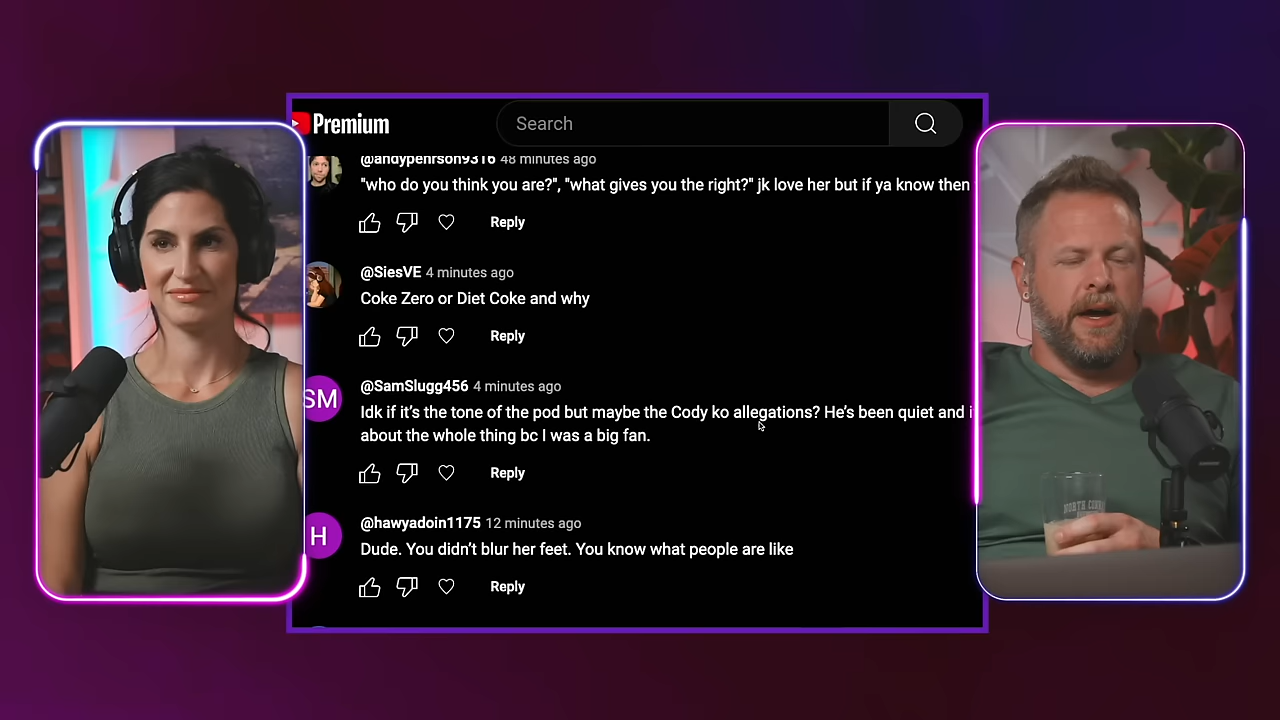 Premium
Search
@andypehrson9316 48 minutes ago
"who do you think you are?", "what gives you the right?" jk love her but if ya know then
Reply
@SiesVE 4 minutes ago
Coke Zero or Diet Coke and why
Reply
SM
@SamSlugg456 4 minutes ago
Idk if it's the tone of the pod but maybe the Cody ko allegations? He's been quiet and i
about the whole thing bc I was a big fan.
Reply
H
@hawyadoin1175 12 minutes ago
Dude. You didn't blur her feet. You know what people are like
Reply
NORTH